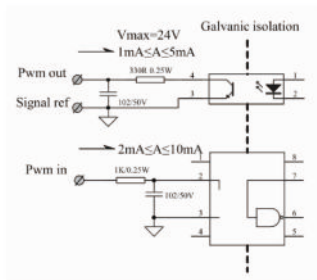 Galvanic isolation
Vmax=24V
1mA≤A≤5mA
Pwm out
330R 0.25W
4
1
Signal ref
3
2
102/50V
2mA≤A≤10mA
1
8
Pwm in
1K/0.25W
2
7
102/50V
3
6
4
5